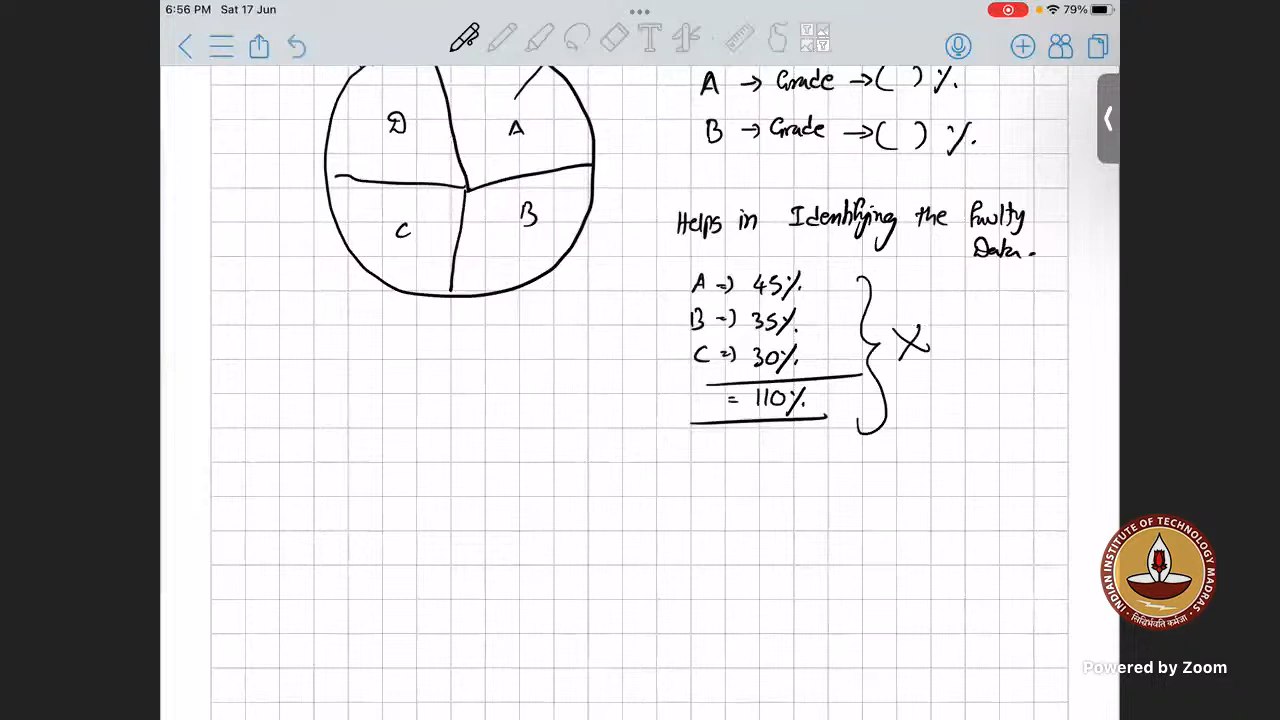 6:56 PM Sat 17 Jun
79%
A → Grade → ( ) %.
B → Grade → ( ) %.
D
A
C
B
Helps in Identifying the Faulty
Data.
A => 45%.
B => 35%.
C => 30%.
= 110%.
X
INDIAN INSTITUTE OF TECHNOLOGY MADRAS
सिद्धिर्भवति कर्मजा
Powered by Zoom